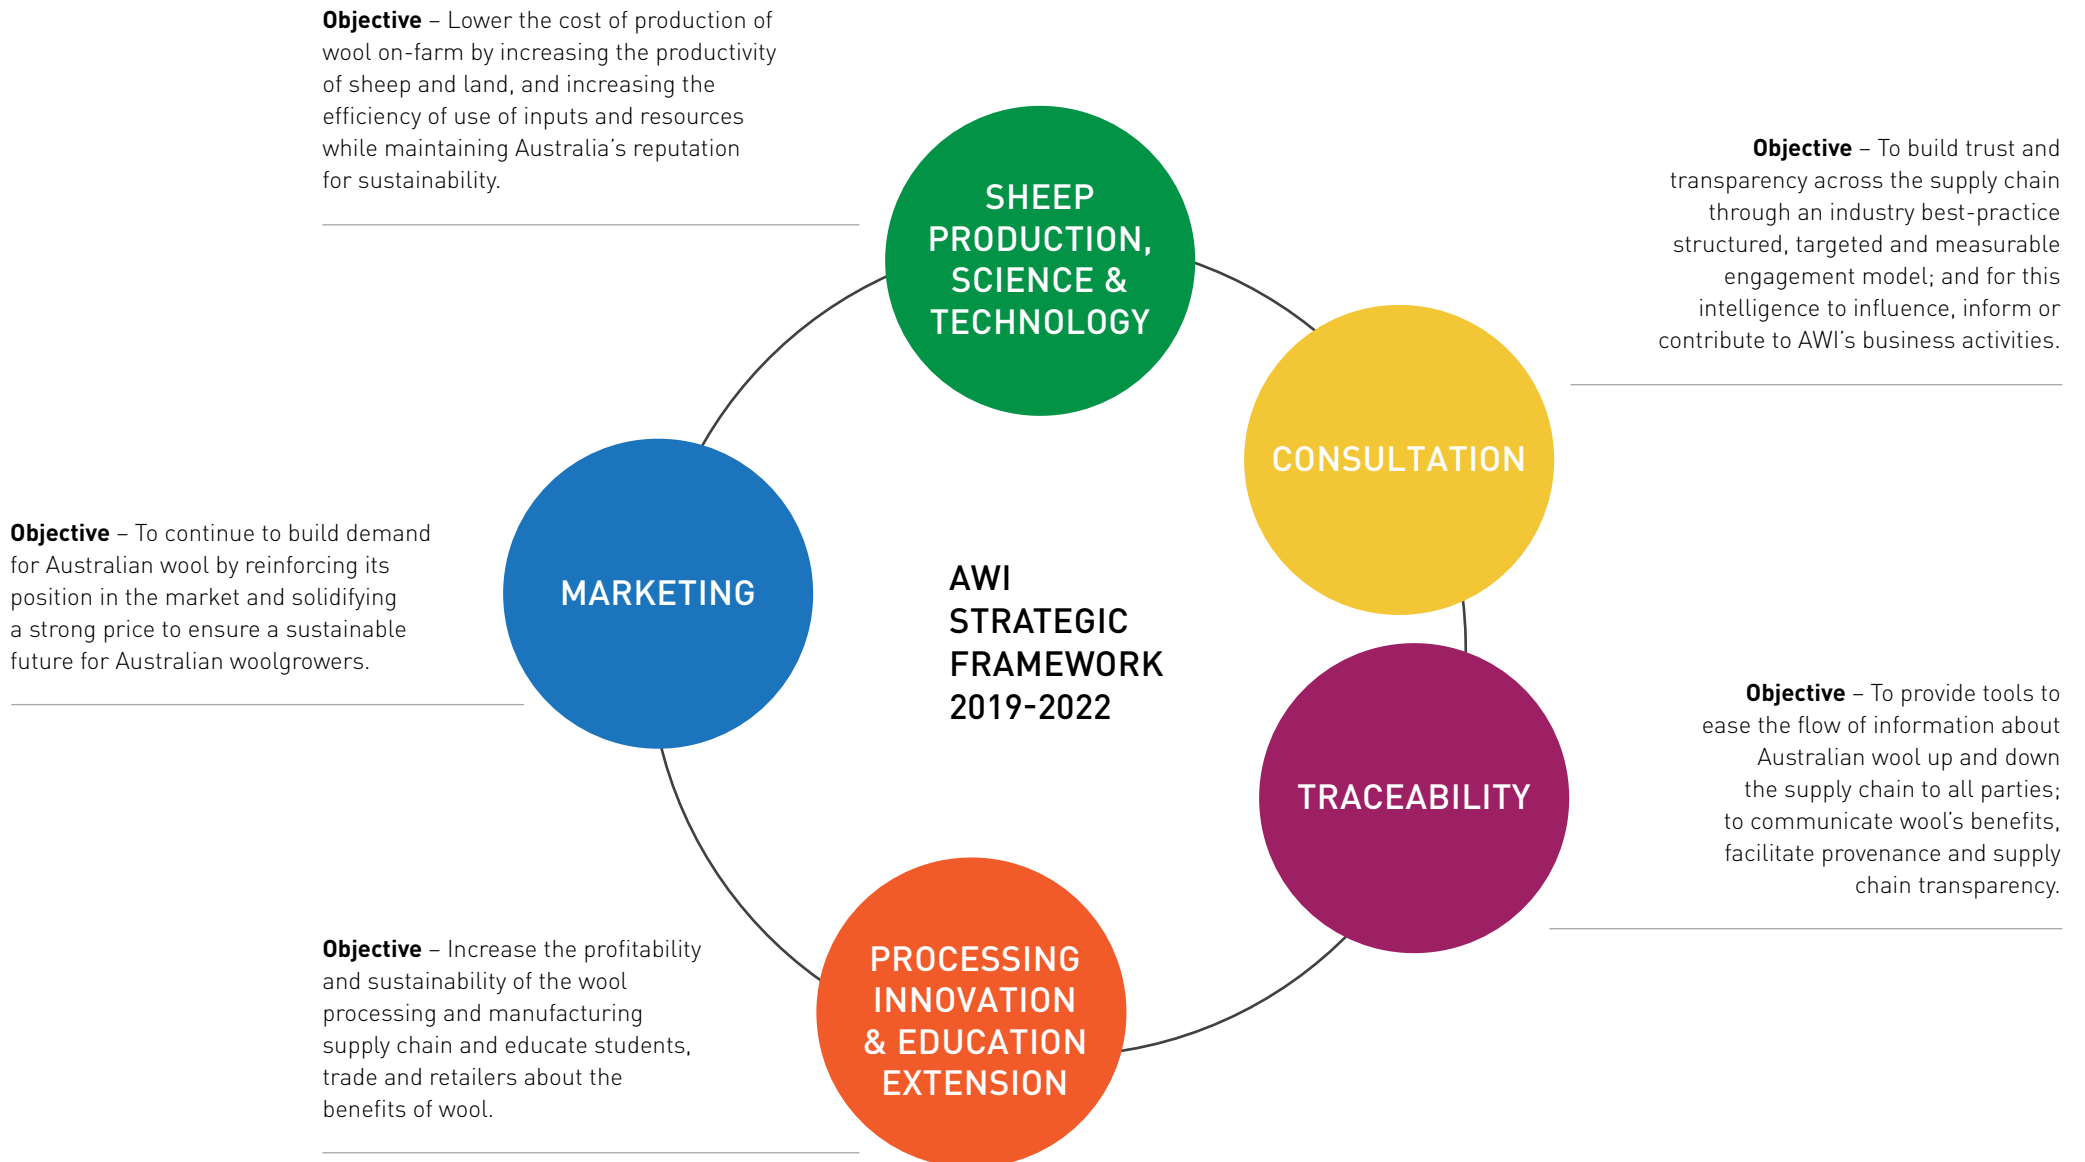 Objective – Lower the cost of production of
wool on-farm by increasing the productivity
of sheep and land, and increasing the
efficiency of use of inputs and resources
while maintaining Australia's reputation
for sustainability.
SHEEP
PRODUCTION,
SCIENCE &
TECHNOLOGY
Objective – To build trust and
transparency across the supply chain
through an industry best-practice
structured, targeted and measurable
engagement model; and for this
intelligence to influence, inform or
contribute to AWI's business activities.
CONSULTATION
Objective – To continue to build demand
for Australian wool by reinforcing its
position in the market and solidifying
a strong price to ensure a sustainable
future for Australian woolgrowers.
MARKETING
AWI
STRATEGIC
FRAMEWORK
2019-2022
TRACEABILITY
Objective – To provide tools to
ease the flow of information about
Australian wool up and down
the supply chain to all parties;
to communicate wool's benefits,
facilitate provenance and supply
chain transparency.
Objective – Increase the profitability
and sustainability of the wool
processing and manufacturing
supply chain and educate students,
trade and retailers about the
benefits of wool.
PROCESSING
INNOVATION
& EDUCATION
EXTENSION